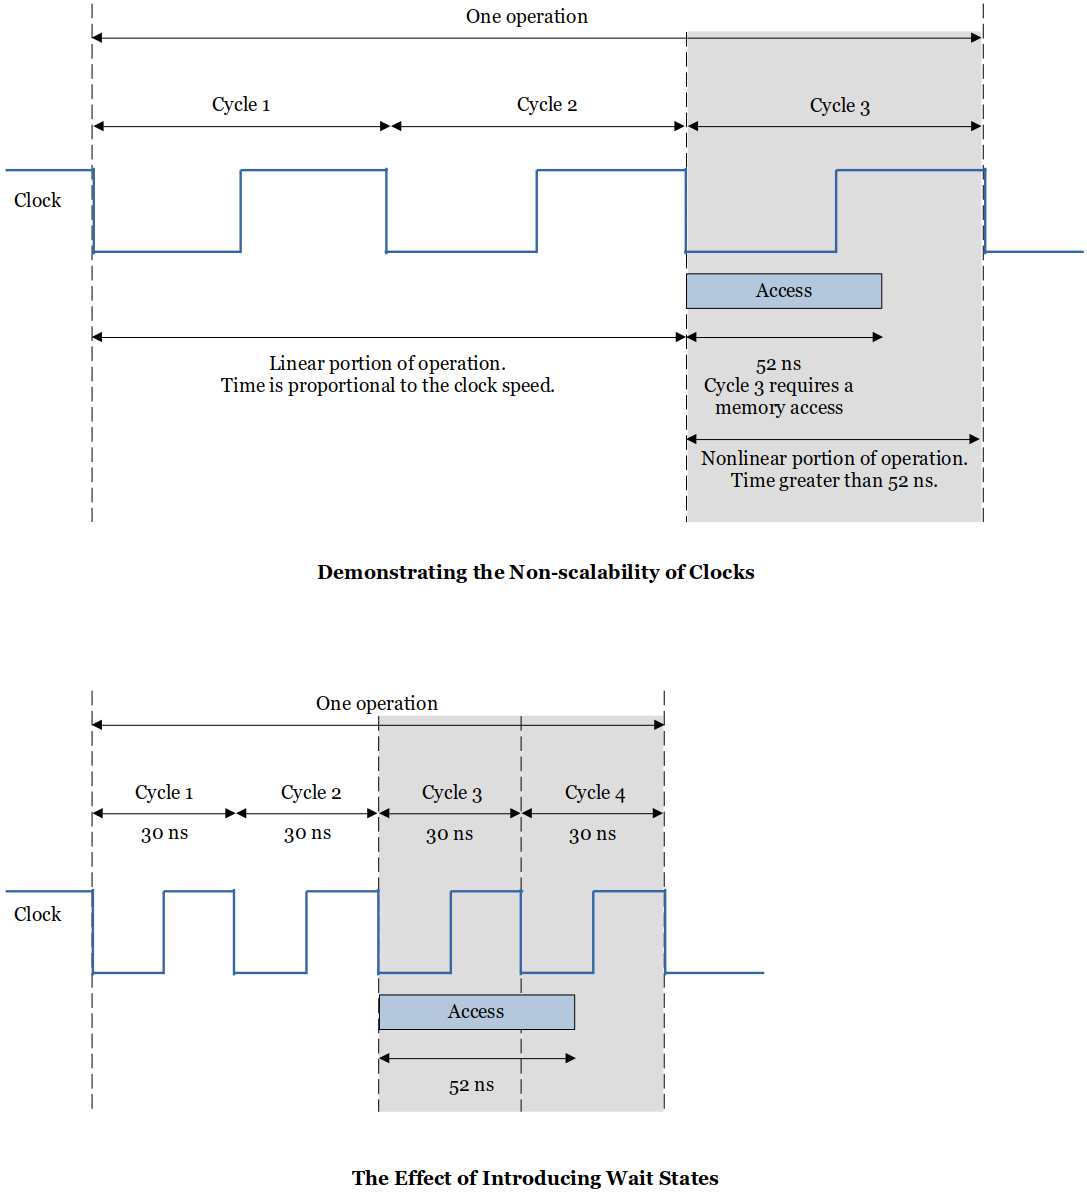 One operation
Cycle 1
Cycle 2
Cycle 3
Clock
Access
Linear portion of operation.
Time is proportional to the clock speed.
52 ns
Cycle 3 requires a
memory access
Nonlinear portion of operation.
Time greater than 52 ns.
Demonstrating the Non-scalability of Clocks
One operation
Cycle 1
Cycle 2
Cycle 3
Cycle 4
30 ns
30 ns
30 ns
30 ns
Clock
Access
52 ns
The Effect of Introducing Wait States